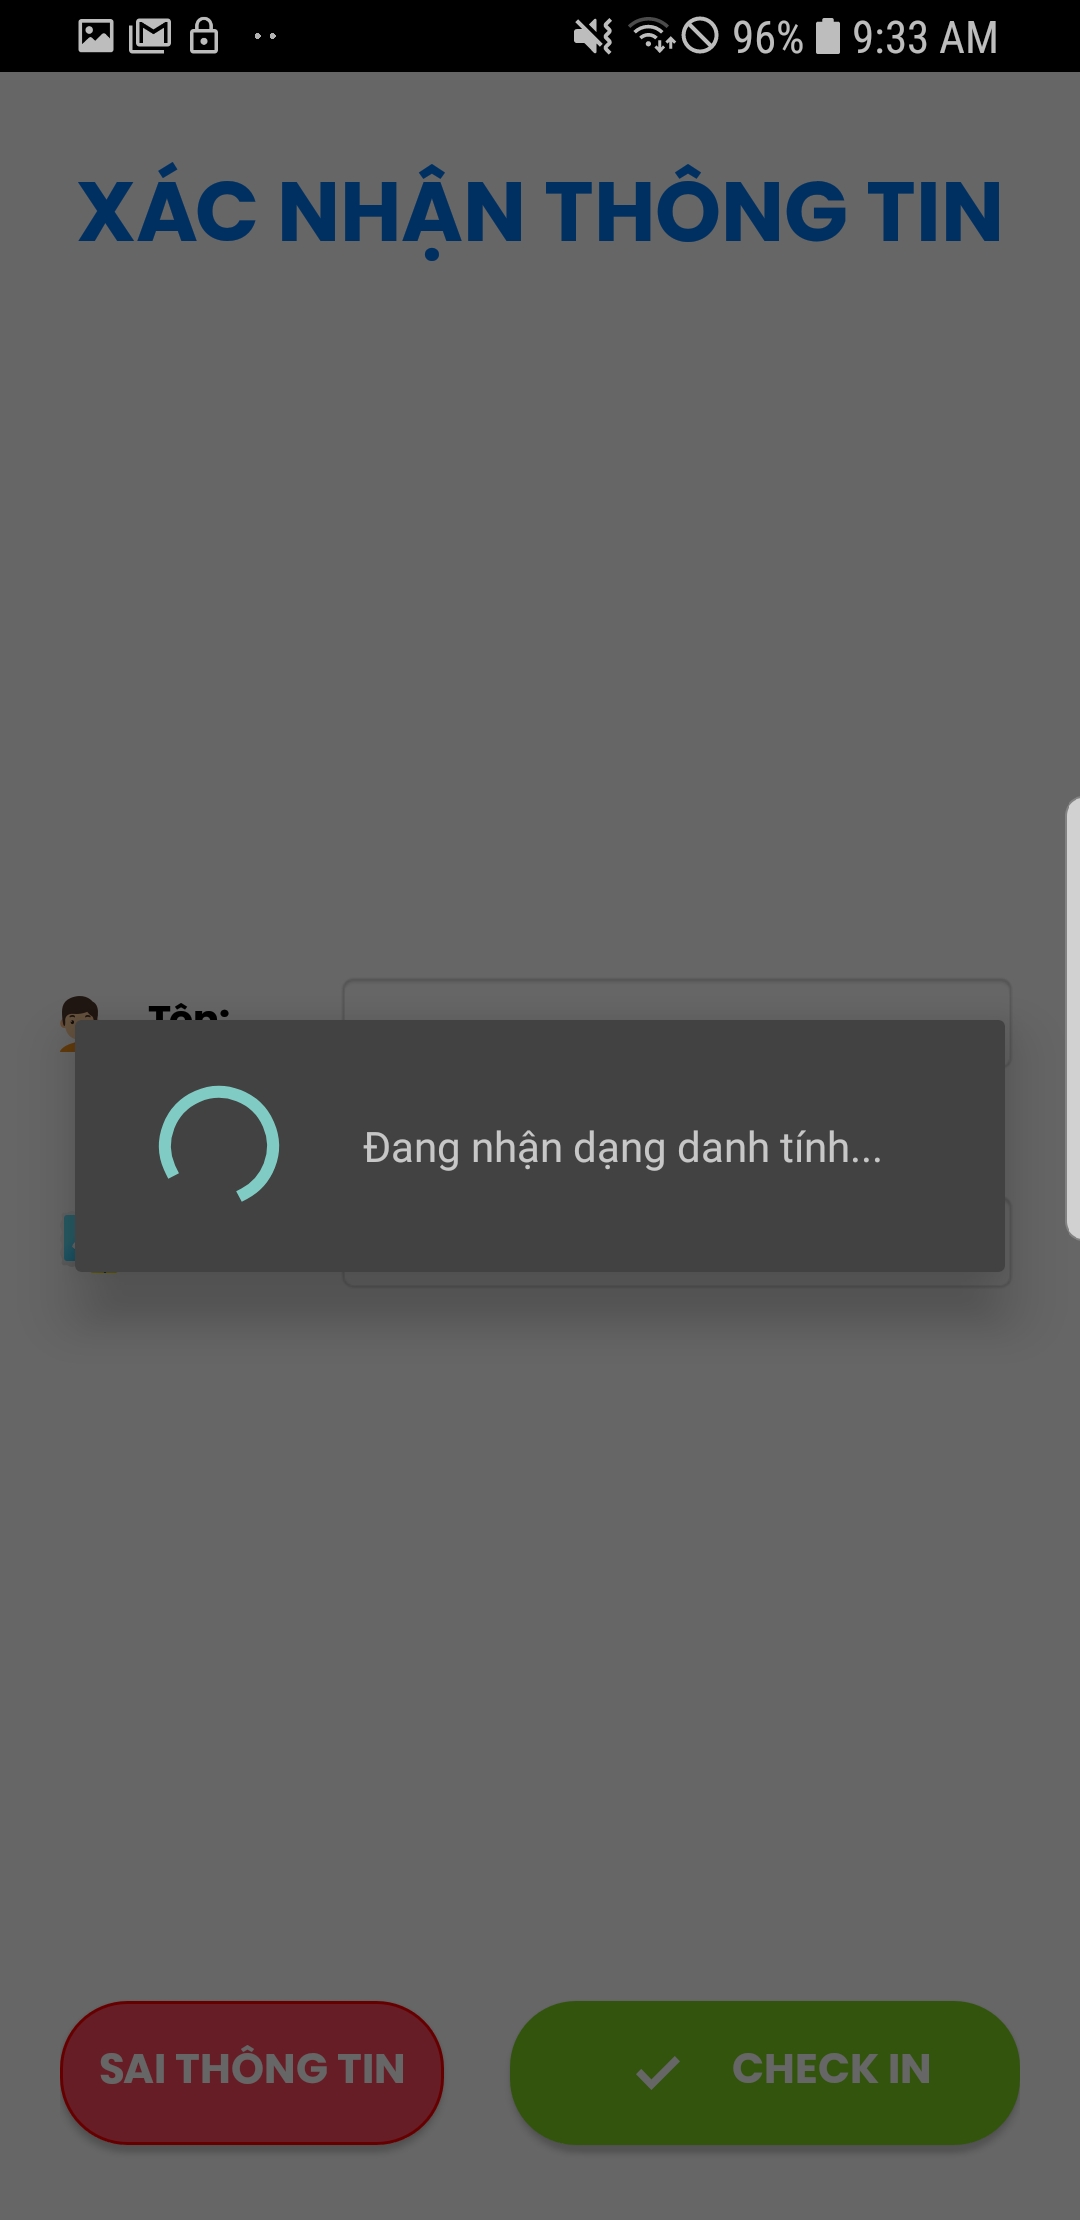 96% 9:33 AM
XÁC NHẬN THÔNG TIN
Tên:
Đang nhận dạng danh tính...
SAI THÔNG TIN
CHECK IN